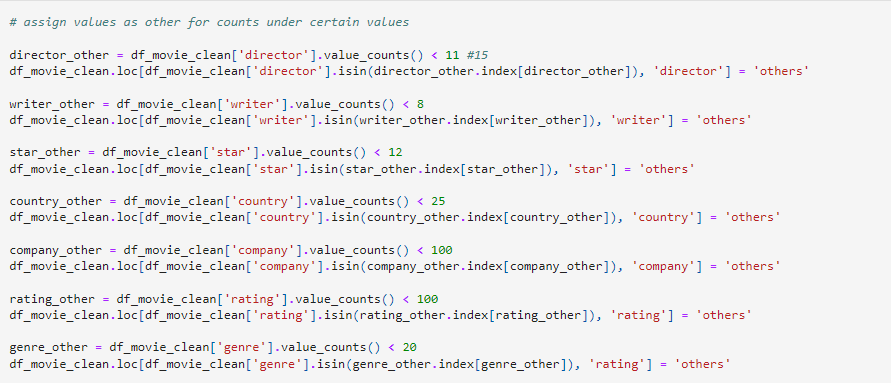 # assign values as other for counts under certain values
director_other = df_movie_clean['director'].value_counts() < 11 #15
df_movie_clean.loc[df_movie_clean['director'].isin(director_other.index[director_other]), 'director'] = 'others'
writer_other = df_movie_clean['writer'].value_counts() < 8
df_movie_clean.loc[df_movie_clean['writer'].isin(writer_other.index[writer_other]), 'writer'] = 'others'
star_other = df_movie_clean['star'].value_counts() < 12
df_movie_clean.loc[df_movie_clean['star'].isin(star_other.index[star_other]), 'star'] = 'others'
country_other = df_movie_clean['country'].value_counts() < 25
df_movie_clean.loc[df_movie_clean['country'].isin(country_other.index[country_other]), 'country'] = 'others'
company_other = df_movie_clean['company'].value_counts() < 100
df_movie_clean.loc[df_movie_clean['company'].isin(company_other.index[company_other]), 'company'] = 'others'
rating_other = df_movie_clean['rating'].value_counts() < 100
df_movie_clean.loc[df_movie_clean['rating'].isin(rating_other.index[rating_other]), 'rating'] = 'others'
genre_other = df_movie_clean['genre'].value_counts() < 20
df_movie_clean.loc[df_movie_clean['genre'].isin(genre_other.index[genre_other]), 'rating'] = 'others'